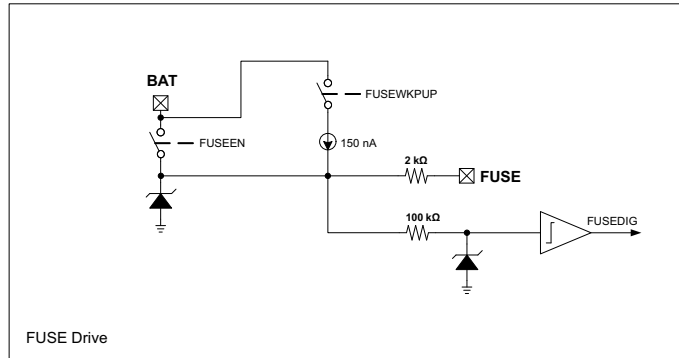 BAT
FUSEWKPUP
FUSEEN
150 nA
2 kΩ
FUSE
100 kΩ
FUSEDIG
FUSE Drive